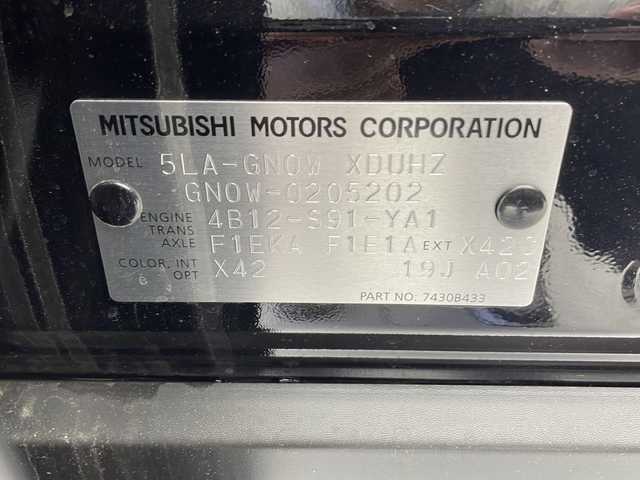 MITSUBISHI MOTORS CORPORATION
MODEL 5LA-GN0W XDUHZ
GN0W-0205202
ENGINE 4B12-S91-YA1
TRANS AXLE F1EKA F1E1A EXT X42
COLOR, INT OPT X42 19J A02
PART NO: 7430B433